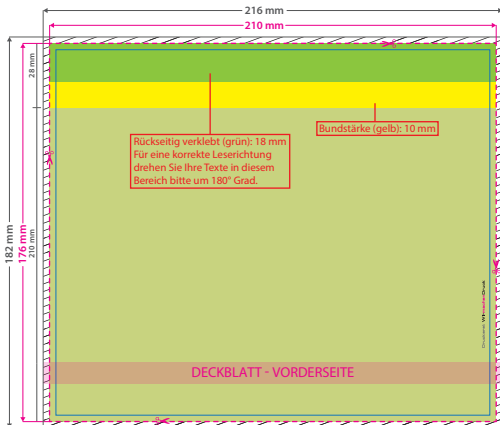 216 mm
210 mm
28 mm
182 mm
176 mm
210 mm
Rückseitig verklebt (grün): 18 mm
Für eine korrekte Leserichtung
drehen Sie Ihre Texte in diesem
Bereich bitte um 180° Grad.
Bundstärke (gelb): 10 mm
WirmachenDruck
DECKBLATT - VORDERSEITE